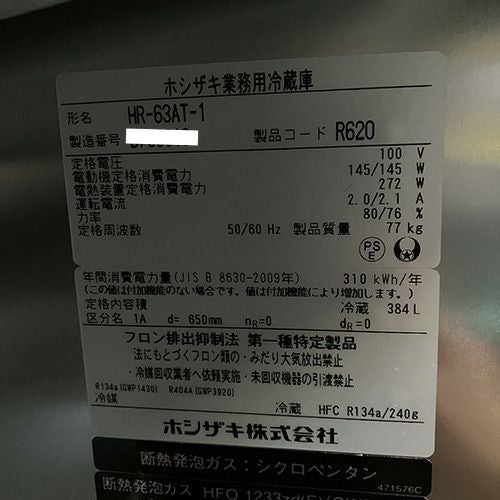 ホシザキ業務用冷蔵庫
形名 HR-63AT-1
製造番号 製品コード R620
定格電圧 100 V
電動機定格消費電力 145/145 W
電熱装置定格消費電力 272 W
運転電流 2.0/2.1 A
力率 80/76 %
定格周波数 50/60 Hz 製品質量 77 kg
PSE
年間消費電力量(JIS B 8630-2009年) 310 kWh/年
(この値は付加機能のない場合です。値は付加機能により増加します。)
定格内容積 冷蔵 384 L
区分名 1A d= 650mm nR=0 dR=0
フロン排出抑制法 第一種特定製品
法にもとづくフロン類の・みだり大気放出禁止
・冷媒回収業者へ依頼実施・未回収機器の引渡禁止
R134a(GWP1430) R404A(GWP3920)
冷媒 冷蔵 HFC R134a/240g
ホシザキ株式会社
断熱発泡ガス：シクロペンタン
471576C
断熱発泡ガス HFO 1233zd(E)